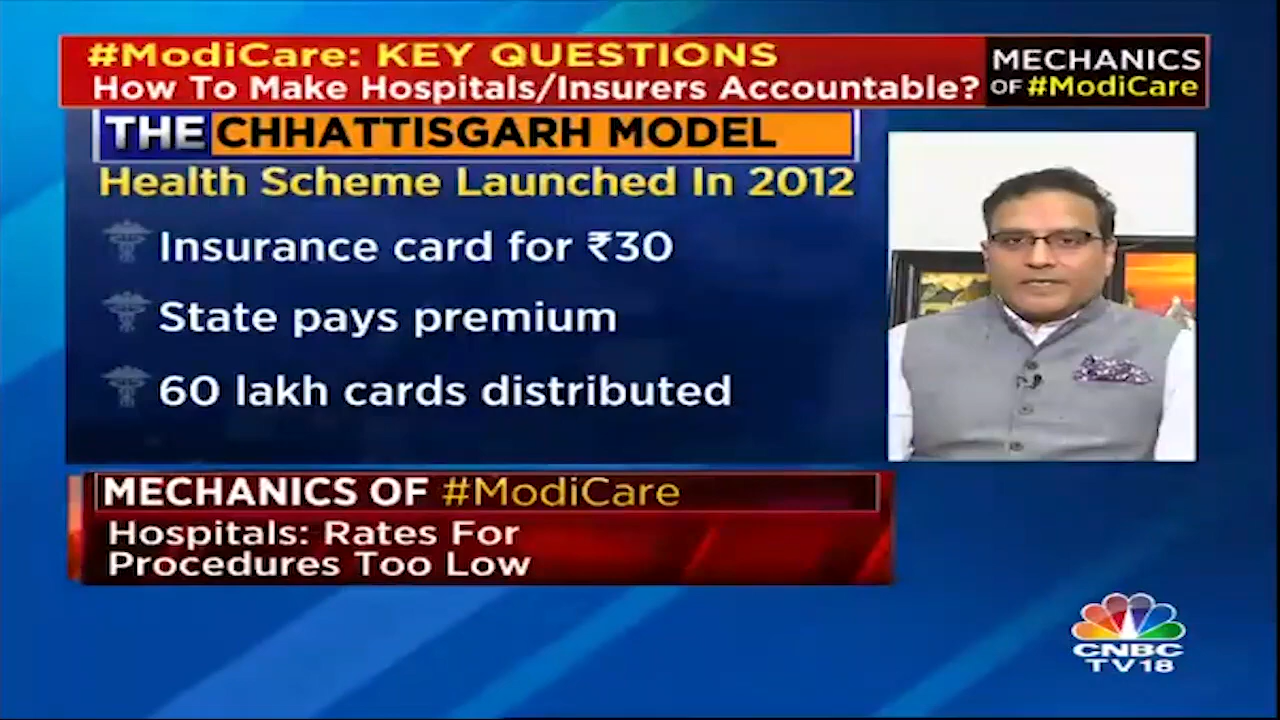 #ModiCare: KEY QUESTIONS
How To Make Hospitals/Insurers Accountable?
MECHANICS
OF #ModiCare
THE CHHATTISGARH MODEL
Health Scheme Launched In 2012
Insurance card for ₹30
State pays premium
60 lakh cards distributed
MECHANICS OF #ModiCare
Hospitals: Rates For
Procedures Too Low
CNBC
TV18